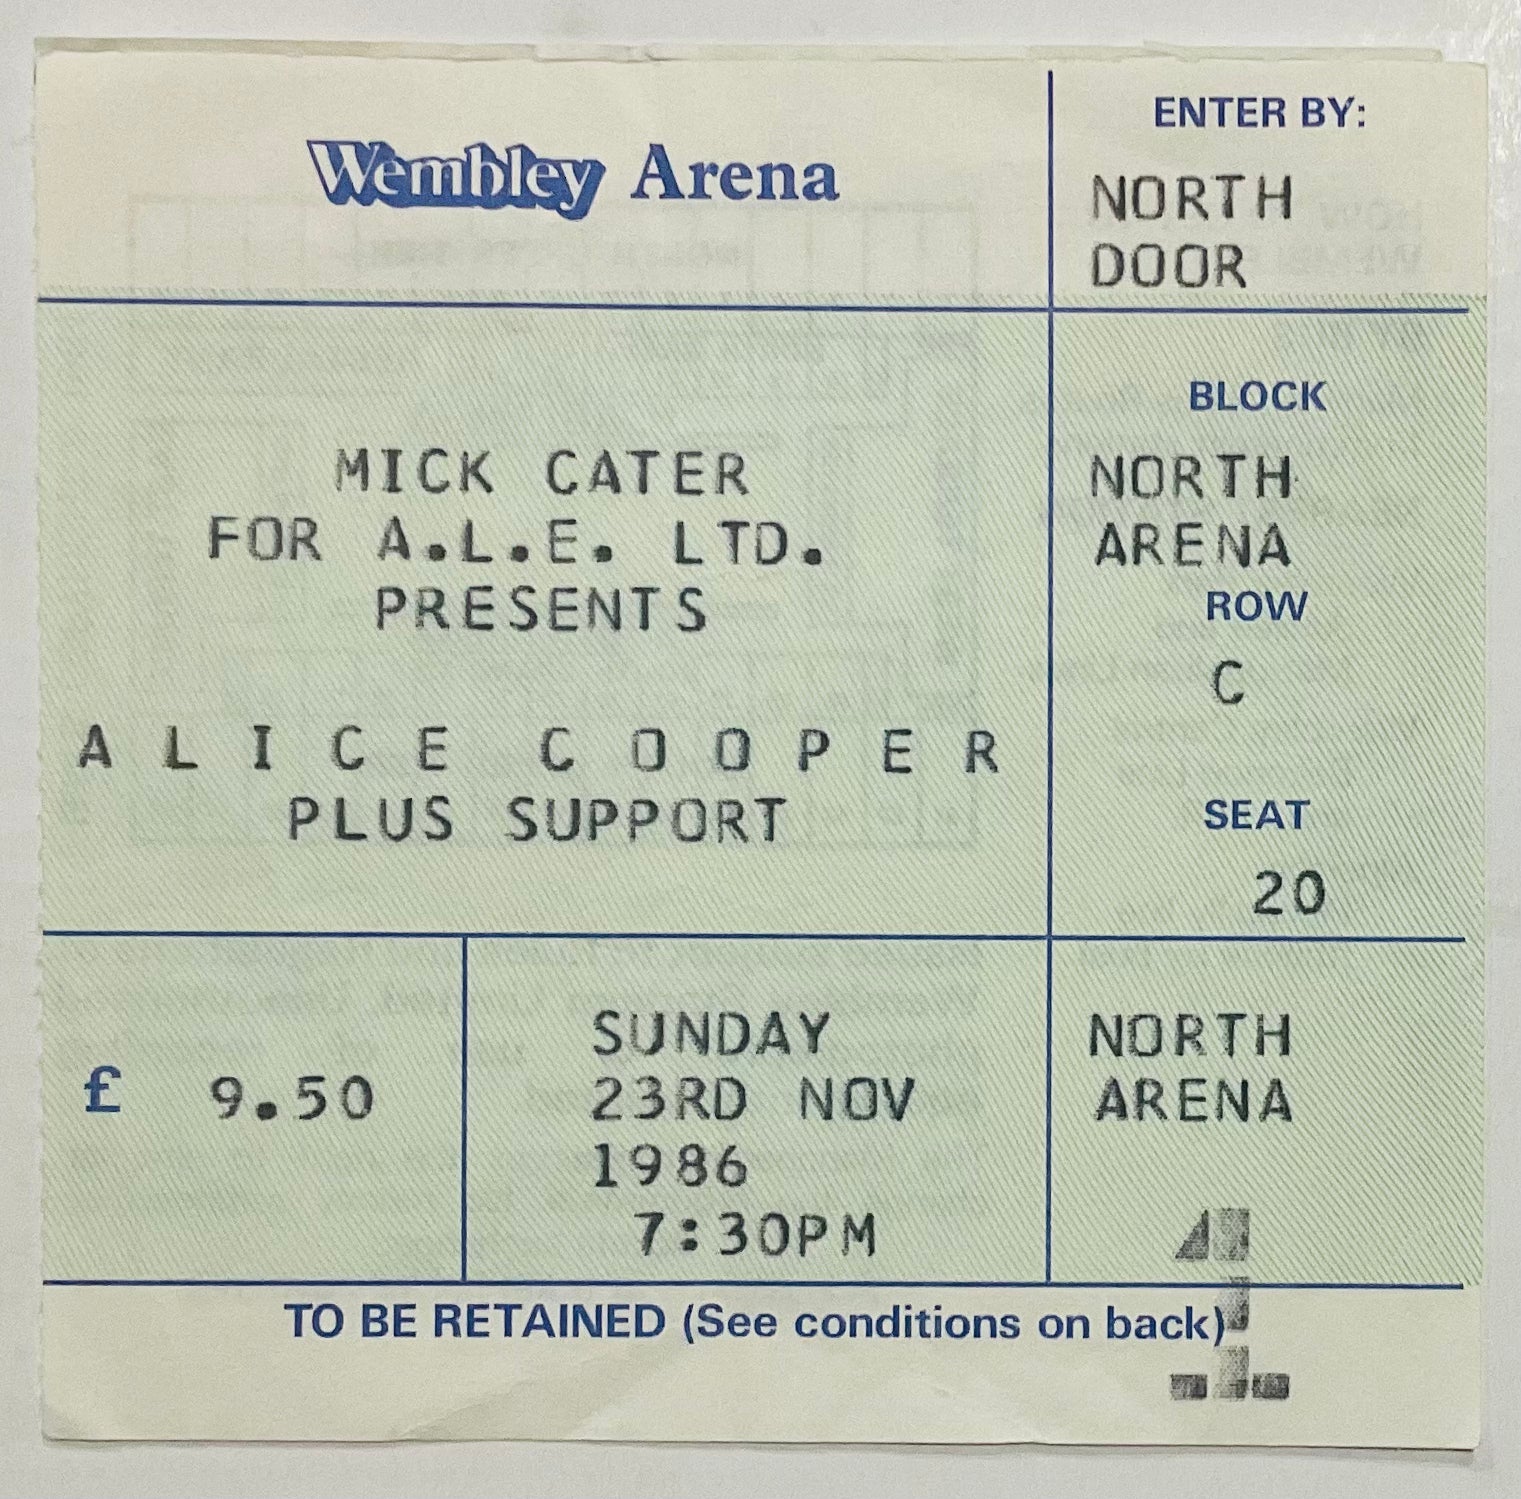 Wembley Arena
ENTER BY:
NORTH
DOOR
MICK CATER
FOR A.L.E. LTD.
PRESENTS
ALICE COOPER
PLUS SUPPORT
BLOCK
NORTH
ARENA
ROW
C
SEAT
20
£ 9.50
SUNDAY
23RD NOV
1986
7:30PM
NORTH
ARENA
1
TO BE RETAINED (See conditions on back)